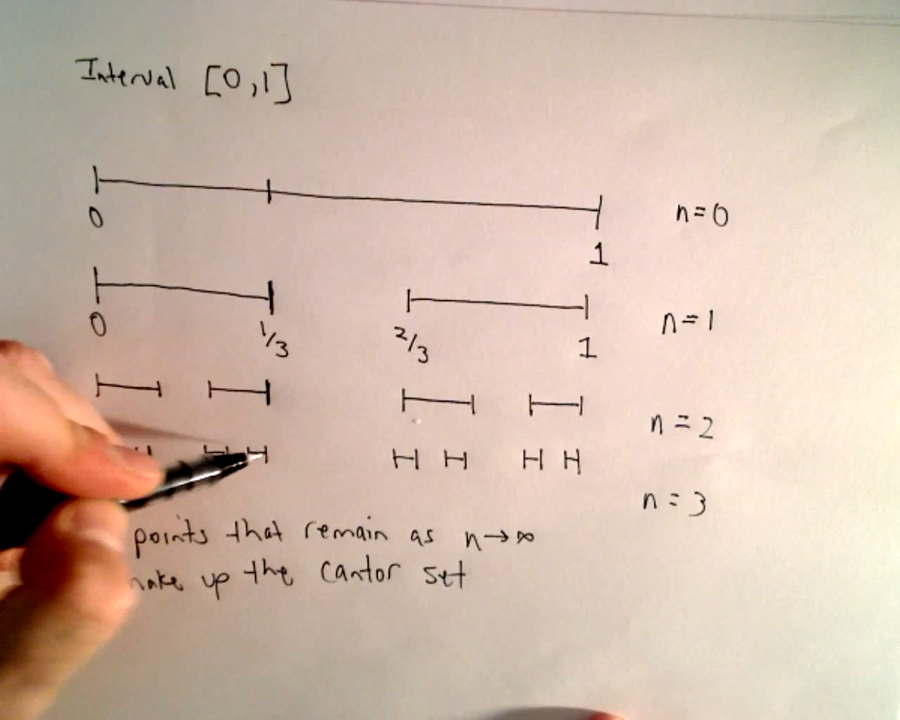 Interval [0,1]
0 1 n=0
0 1/3 2/3 1 n=1
n=2
n=3
points that remain as n→∞
up the cantor set